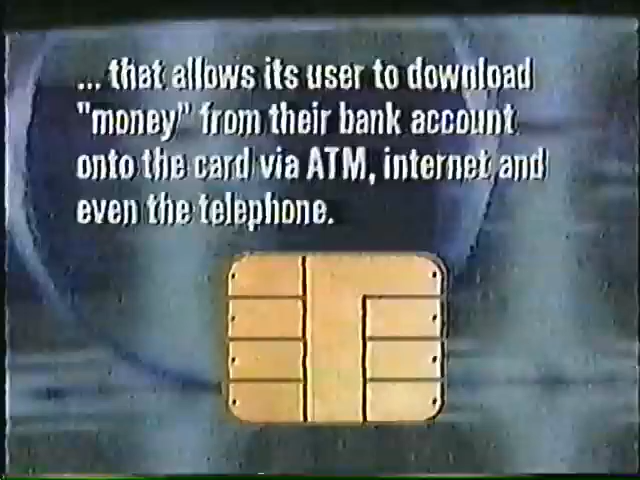 ... that allows its user to download
"money" from their bank account
onto the card via ATM, internet and
even the telephone.